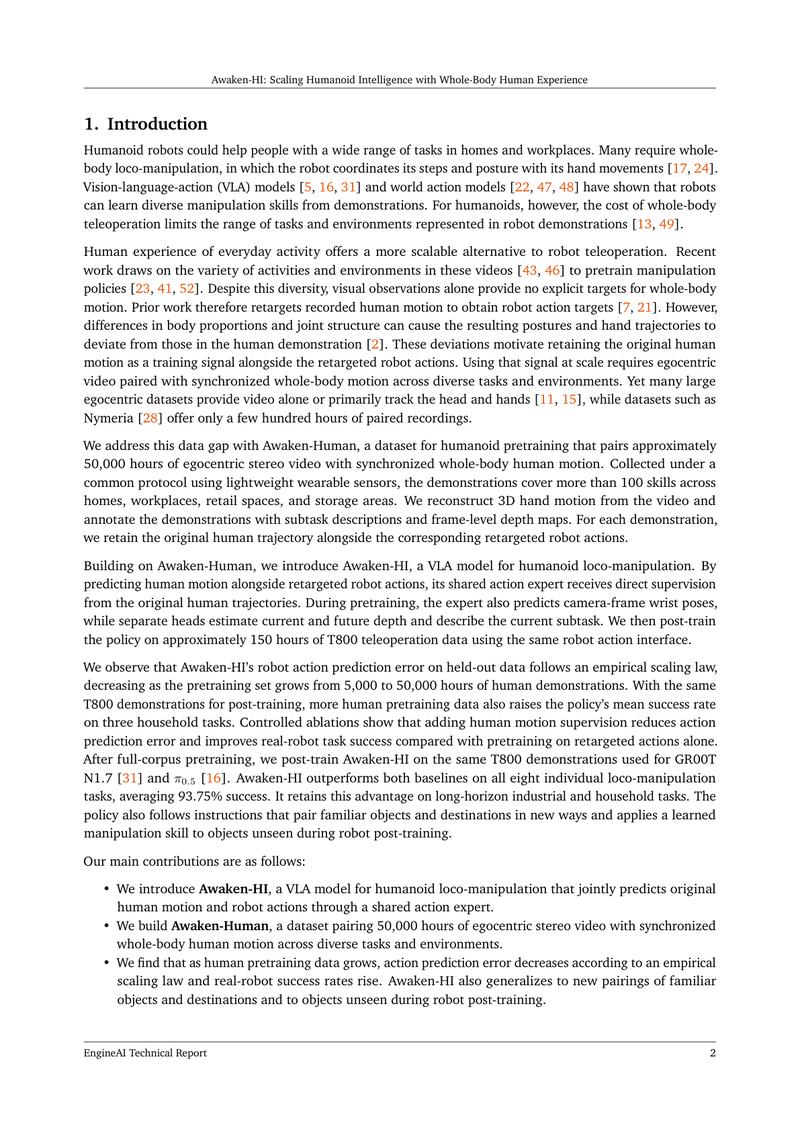 Awaken-HI: Scaling Humanoid Intelligence with Whole-Body Human Experience
1. Introduction
Humanoid robots could help people with a wide range of tasks in homes and workplaces. Many require whole-
body loco-manipulation, in which the robot coordinates its steps and posture with its hand movements [17, 24].
Vision-language-action (VLA) models [5, 16, 31] and world action models [22, 47, 48] have shown that robots
can learn diverse manipulation skills from demonstrations. For humanoids, however, the cost of whole-body
teleoperation limits the range of tasks and environments represented in robot demonstrations [13, 49].
Human experience of everyday activity offers a more scalable alternative to robot teleoperation. Recent
work draws on the variety of activities and environments in these videos [43, 46] to pretrain manipulation
policies [23, 41, 52]. Despite this diversity, visual observations alone provide no explicit targets for whole-body
motion. Prior work therefore retargets recorded human motion to obtain robot action targets [7, 21]. However,
differences in body proportions and joint structure can cause the resulting postures and hand trajectories to
deviate from those in the human demonstration [2]. These deviations motivate retaining the original human
motion as a training signal alongside the retargeted robot actions. Using that signal at scale requires egocentric
video paired with synchronized whole-body motion across diverse tasks and environments. Yet many large
egocentric datasets provide video alone or primarily track the head and hands [11, 15], while datasets such as
Nymeria [28] offer only a few hundred hours of paired recordings.
We address this data gap with Awaken-Human, a dataset for humanoid pretraining that pairs approximately
50,000 hours of egocentric stereo video with synchronized whole-body human motion. Collected under a
common protocol using lightweight wearable sensors, the demonstrations cover more than 100 skills across
homes, workplaces, retail spaces, and storage areas. We reconstruct 3D hand motion from the video and
annotate the demonstrations with subtask descriptions and frame-level depth maps. For each demonstration,
we retain the original human trajectory alongside the corresponding retargeted robot actions.
Building on Awaken-Human, we introduce Awaken-HI, a VLA model for humanoid loco-manipulation. By
predicting human motion alongside retargeted robot actions, its shared action expert receives direct supervision
from the original human trajectories. During pretraining, the expert also predicts camera-frame wrist poses,
while separate heads estimate current and future depth and describe the current subtask. We then post-train
the policy on approximately 150 hours of T800 teleoperation data using the same robot action interface.
We observe that Awaken-HI's robot action prediction error on held-out data follows an empirical scaling law,
decreasing as the pretraining set grows from 5,000 to 50,000 hours of human demonstrations. With the same
T800 demonstrations for post-training, more human pretraining data also raises the policy's mean success rate
on three household tasks. Controlled ablations show that adding human motion supervision reduces action
prediction error and improves real-robot task success compared with pretraining on retargeted actions alone.
After full-corpus pretraining, we post-train Awaken-HI on the same T800 demonstrations used for GR00T
N1.7 [31] and π0.5 [16]. Awaken-HI outperforms both baselines on all eight individual loco-manipulation
tasks, averaging 93.75% success. It retains this advantage on long-horizon industrial and household tasks. The
policy also follows instructions that pair familiar objects and destinations in new ways and applies a learned
manipulation skill to objects unseen during robot post-training.
Our main contributions are as follows:
• We introduce Awaken-HI, a VLA model for humanoid loco-manipulation that jointly predicts original
human motion and robot actions through a shared action expert.
• We build Awaken-Human, a dataset pairing 50,000 hours of egocentric stereo video with synchronized
whole-body human motion across diverse tasks and environments.
• We find that as human pretraining data grows, action prediction error decreases according to an empirical
scaling law and real-robot success rates rise. Awaken-HI also generalizes to new pairings of familiar
objects and destinations and to objects unseen during robot post-training.
EngineAI Technical Report
2